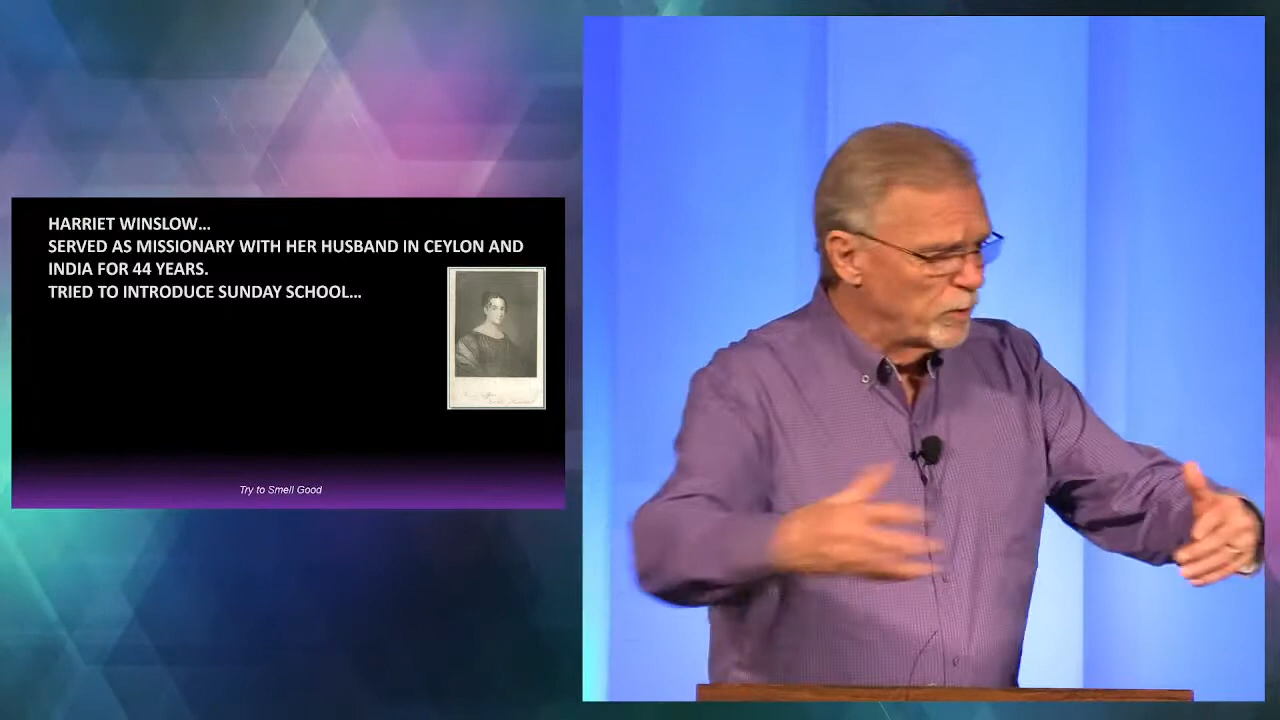 HARRIET WINSLOW...
SERVED AS MISSIONARY WITH HER HUSBAND IN CEYLON AND
INDIA FOR 44 YEARS.
TRIED TO INTRODUCE SUNDAY SCHOOL...
Try to Smell Good